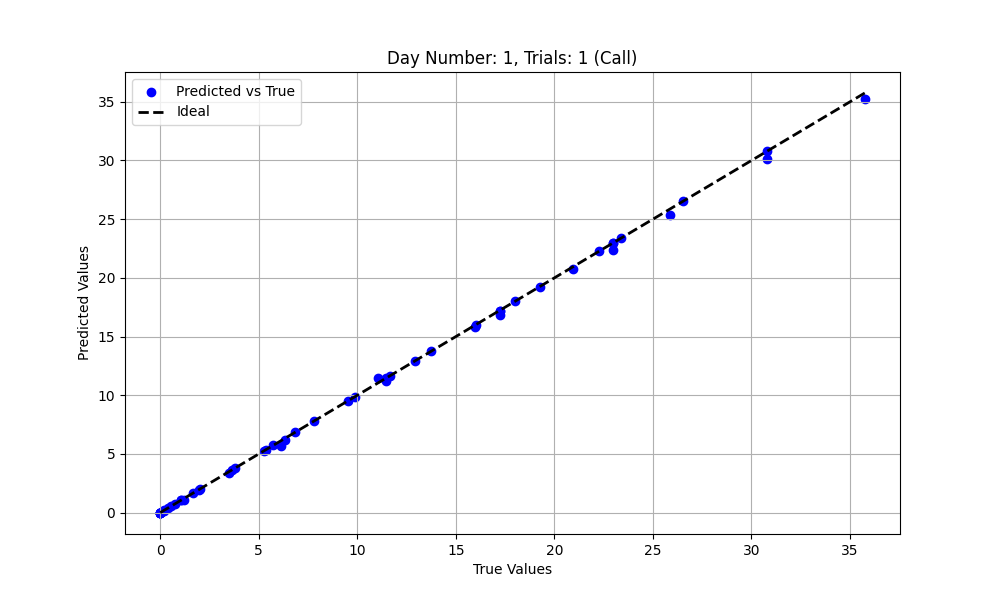 Day Number: 1, Trials: 1 (Call)
Predicted vs True
Ideal
Predicted Values
35
30
25
20
15
10
5
0
0 5 10 15 20 25 30 35
True Values